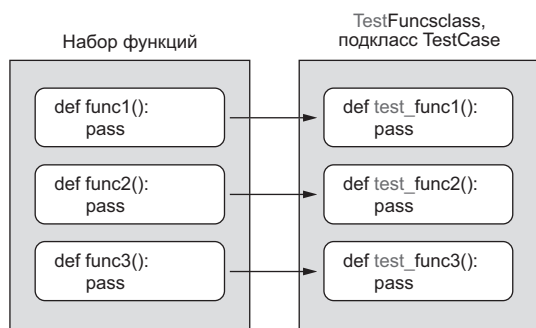 Набор функций
def func1():
pass
def func2():
pass
def func3():
pass
TestFuncsclass,
подкласс TestCase
def test_func1():
pass
def test_func2():
pass
def test_func3():
pass